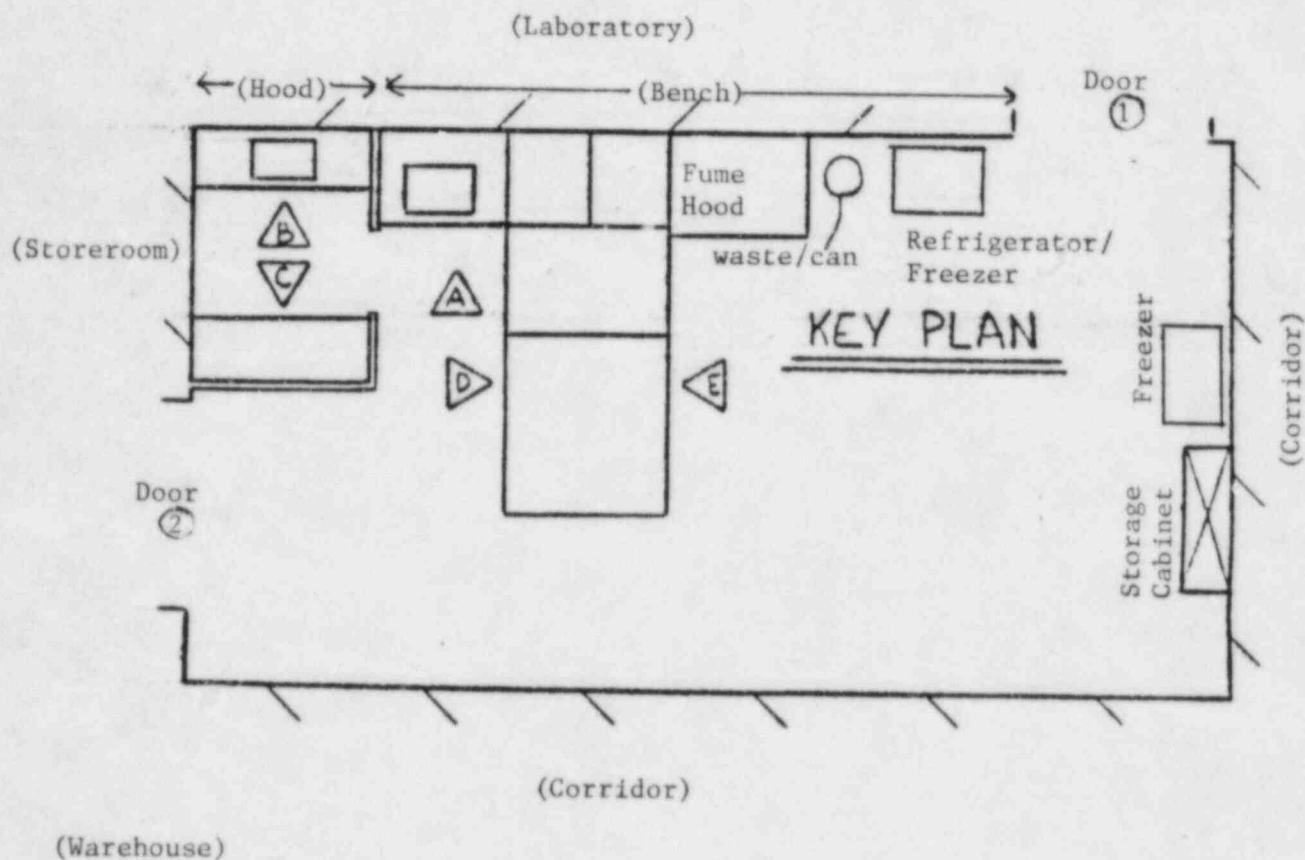 (Laboratory)
(Hood)
(Bench)
Door
①
Fume
Hood
waste/can
Refrigerator/
Freezer
(Storeroom)
B
C
A
D
E
KEY PLAN
Freezer
(Corridor)
Door
②
Storage
Cabinet
(Corridor)
(Warehouse)